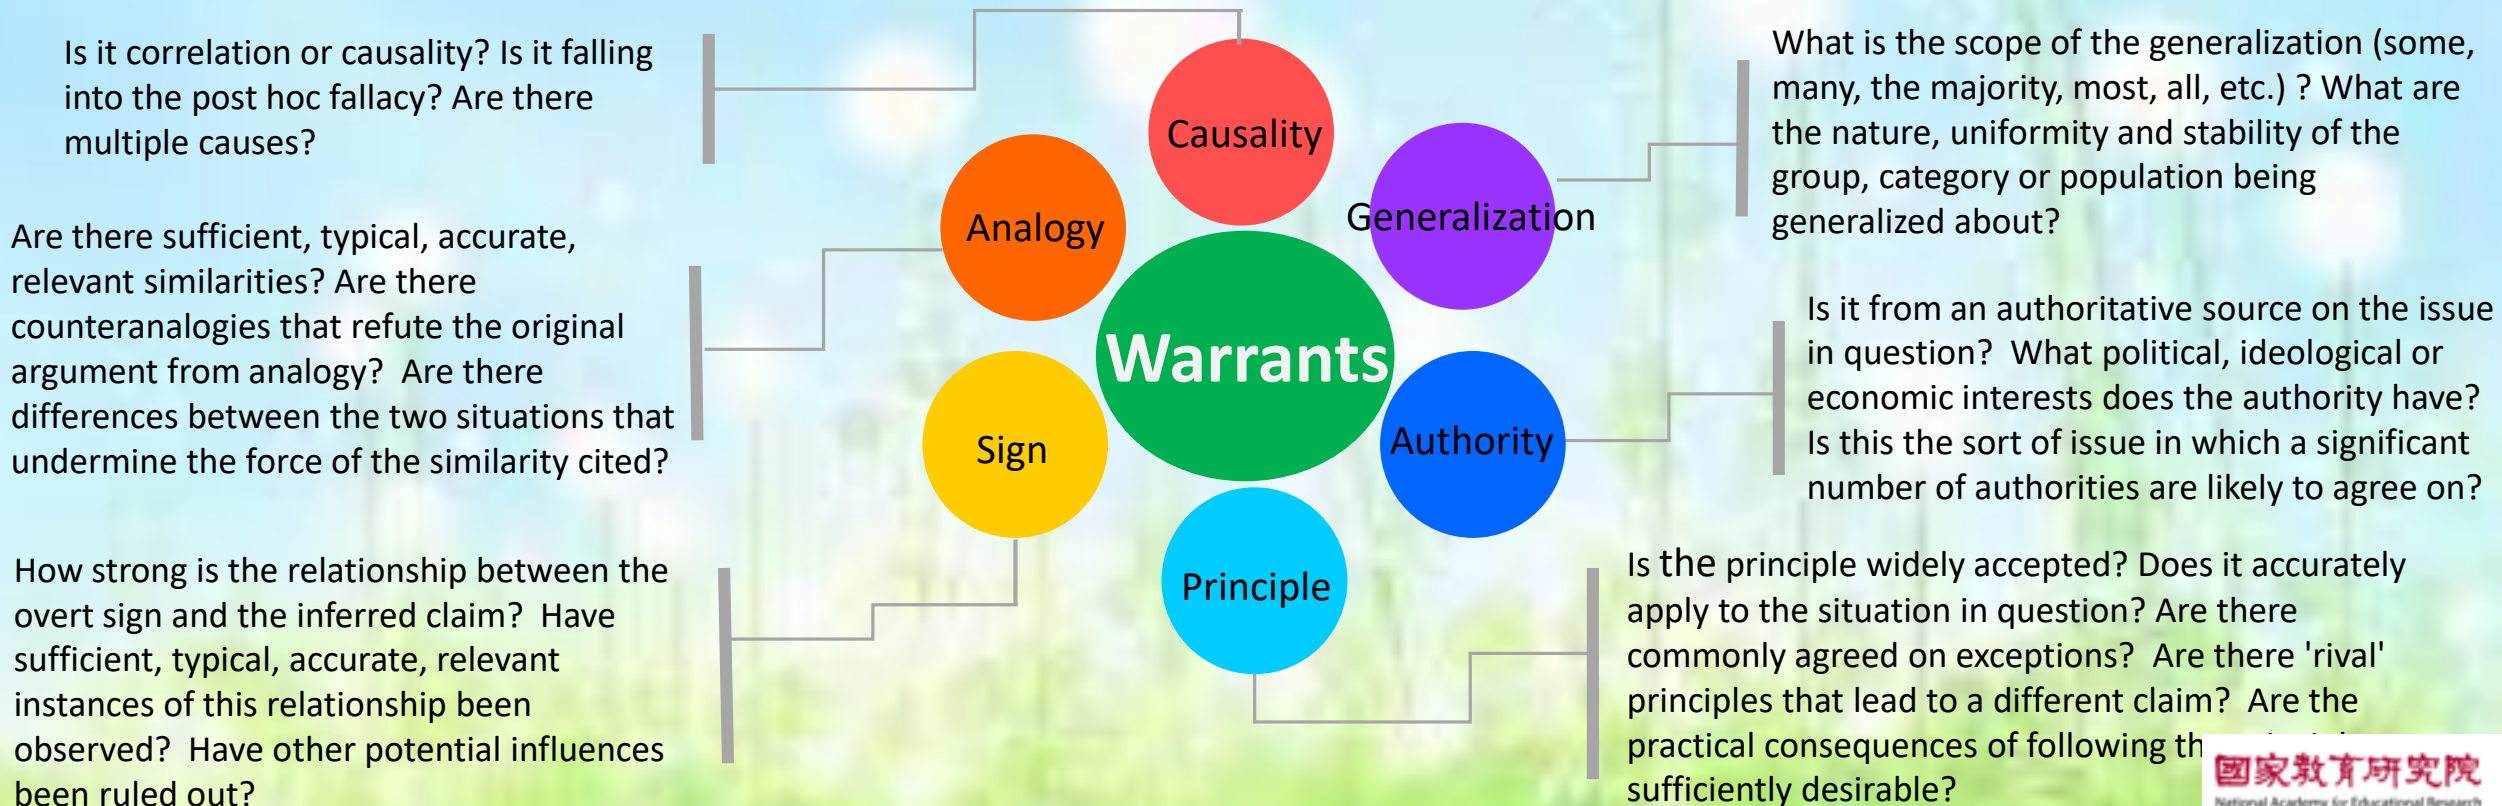 Is it correlation or causality? Is it falling
into the post hoc fallacy? Are there
multiple causes?
Are there sufficient, typical, accurate,
relevant similarities? Are there
counteranalogies that refute the original
argument from analogy?  Are there
differences between the two situations that
undermine the force of the similarity cited?
How strong is the relationship between the
overt sign and the inferred claim?  Have
sufficient, typical, accurate, relevant
instances of this relationship been
observed?  Have other potential influences
been ruled out?
Causality
Analogy
Generalization
Warrants
Sign
Authority
Principle
What is the scope of the generalization (some,
many, the majority, most, all, etc.) ? What are
the nature, uniformity and stability of the
group, category or population being
generalized about?
Is it from an authoritative source on the issue
in question?  What political, ideological or
economic interests does the authority have?
Is this the sort of issue in which a significant
number of authorities are likely to agree on?
Is the principle widely accepted? Does it accurately
apply to the situation in question? Are there
commonly agreed on exceptions?  Are there 'rival'
principles that lead to a different claim?  Are the
practical consequences of following
sufficiently desirable?
國家教育研究院
National Academy for Educational Research